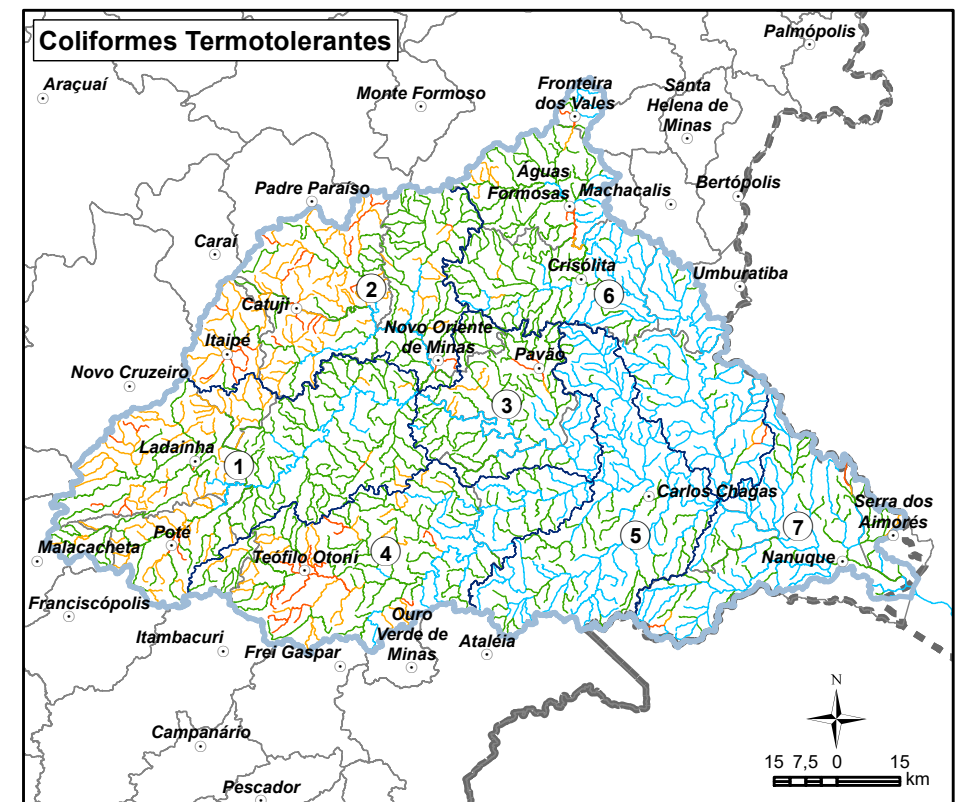 Coliformes Termotolerantes
Palmópolis
Araçuaí
Monte Formoso
Fronteira
dos Vales
Santa
Helena de
Minas
Padre Paraíso
Águas
Formosas
Machacalis
Bertópolis
Caraí
Crisólita
Umburatiba
2
6
Catuji
Itaipé
Novo Oriente
de Minas
Pavão
Novo Cruzeiro
3
Ladainha
1
Carlos Chagas
Serra dos
Aimorés
Malacacheta
Poté
Teófilo Otoni
4
5
7
Nanuque
Franciscópolis
Itambacuri
Frei Gaspar
Ouro
Verde de
Minas
Ataléia
N
Campanário
15 7,5 0 15
km
Pescador